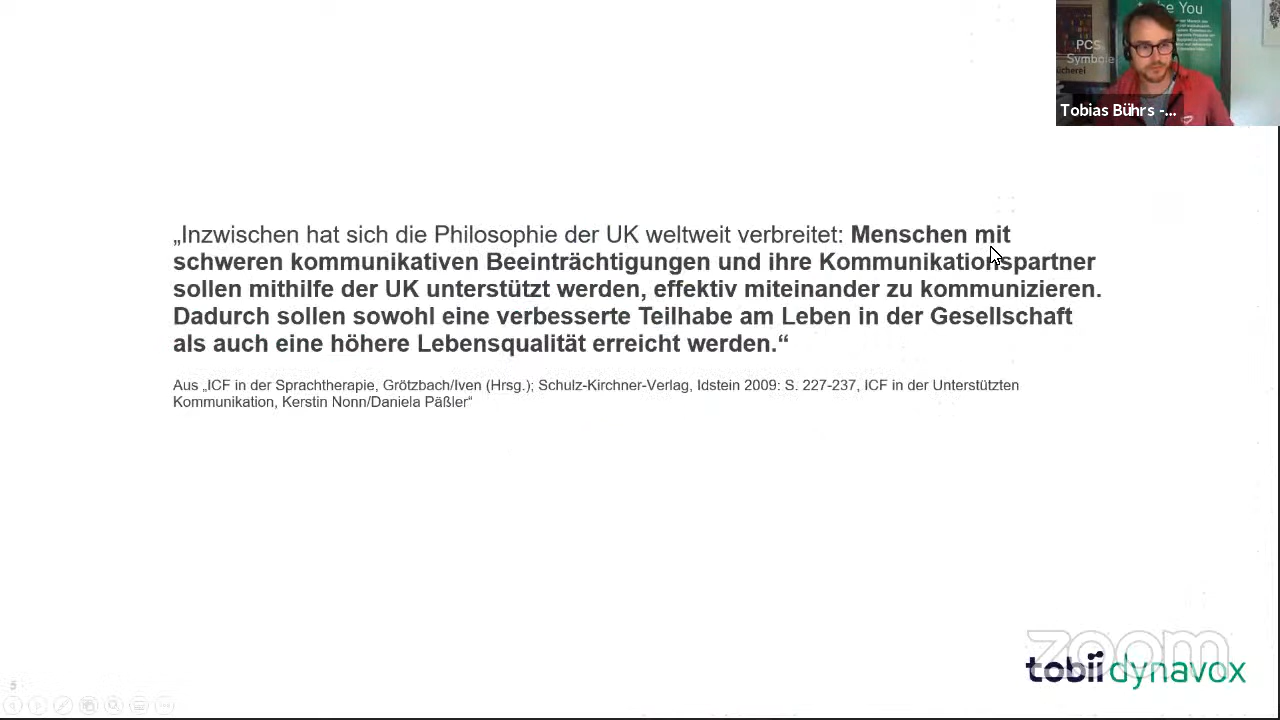 to be You
PCS
Symbole
Tobias Bührs -...
„Inzwischen hat sich die Philosophie der UK weltweit verbreitet: Menschen mit
schweren kommunikativen Beeinträchtigungen und ihre Kommunikationspartner
sollen mithilfe der UK unterstützt werden, effektiv miteinander zu kommunizieren.
Dadurch sollen sowohl eine verbesserte Teilhabe am Leben in der Gesellschaft
als auch eine höhere Lebensqualität erreicht werden.“
Aus „ICF in der Sprachtherapie, Grötzbach/Iven (Hrsg.); Schulz-Kirchner-Verlag, Idstein 2009: S. 227-237, ICF in der Unterstützten
Kommunikation, Kerstin Nonn/Daniela Päßler“
zoom
tobii dynavox
5